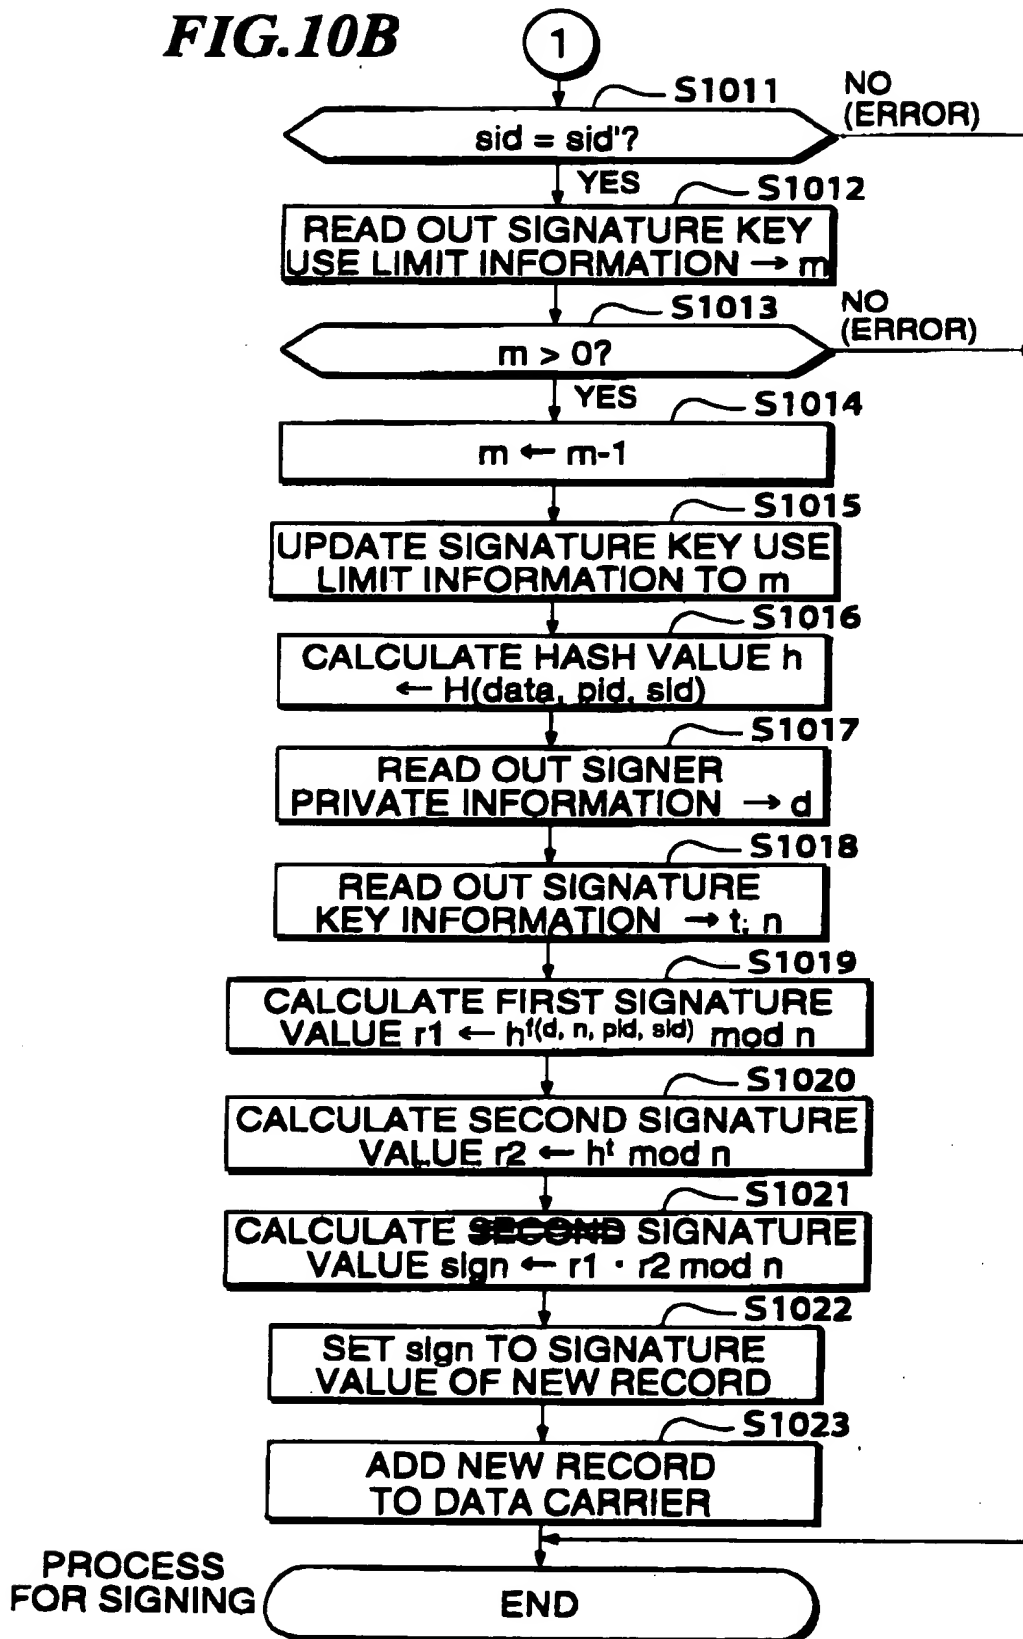 FIG.10B
1
S1011
NO
(ERROR)
sid = sid'?
YES
S1012
READ OUT SIGNATURE KEY
USE LIMIT INFORMATION → m
S1013
NO
(ERROR)
m > 0?
YES
S1014
m ← m-1
S1015
UPDATE SIGNATURE KEY USE
LIMIT INFORMATION TO m
S1016
CALCULATE HASH VALUE h
← H(data, pid, sid)
S1017
READ OUT SIGNER
PRIVATE INFORMATION → d
S1018
READ OUT SIGNATURE
KEY INFORMATION → t; n
S1019
CALCULATE FIRST SIGNATURE
VALUE r1 ← h^f(d, n, pid, sid) mod n
S1020
CALCULATE SECOND SIGNATURE
VALUE r2 ← h^t mod n
S1021
CALCULATE SECOND SIGNATURE
VALUE sign ← r1 · r2 mod n
S1022
SET sign TO SIGNATURE
VALUE OF NEW RECORD
S1023
ADD NEW RECORD
TO DATA CARRIER
PROCESS
FOR SIGNING
END